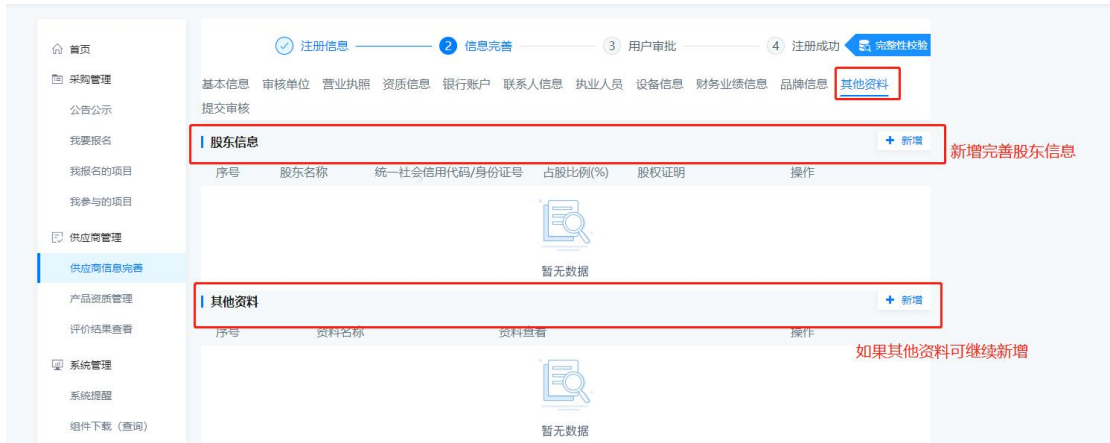 首页
采购管理
公告公示
我要报名
我报名的项目
我参与的项目
供应商管理
供应商信息完善
产品资质管理
评价结果查看
系统管理
系统提醒
组件下载（查询）
注册信息 2 信息完善 3 用户审批 4 注册成功 完整性校验
基本信息 审核单位 营业执照 资质信息 银行账户 联系人信息 执业人员 设备信息 财务业绩信息 品牌信息 其他资料
提交审核
股东信息 + 新增
新增完善股东信息
序号 股东名称 统一社会信用代码/身份证号 占股比例(%) 股权证明 操作
暂无数据
其他资料 + 新增
序号 资料名称 资料查看 操作
如果其他资料可继续新增
暂无数据